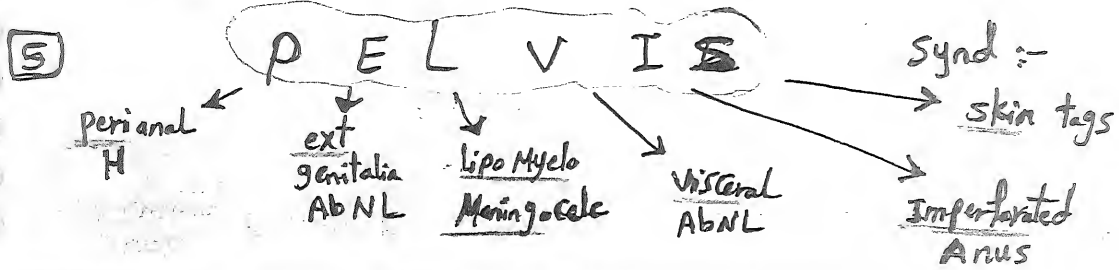 5
PELVIS Synd :-
perianal
H
ext
genitalia
AbNL
Lipo Myelo
Meningocele
visceral
AbNL
Imperforated
Anus
skin tags